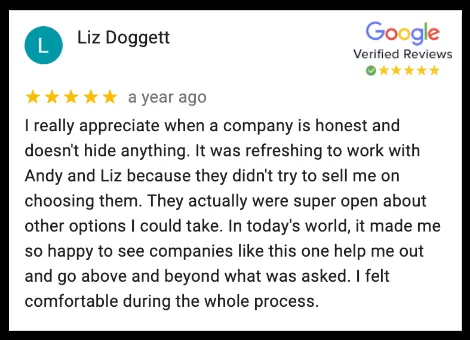 L
Liz Doggett
Google
Verified Reviews
a year ago
I really appreciate when a company is honest and
doesn't hide anything. It was refreshing to work with
Andy and Liz because they didn't try to sell me on
choosing them. They actually were super open about
other options I could take. In today's world, it made me
so happy to see companies like this one help me out
and go above and beyond what was asked. I felt
comfortable during the whole process.